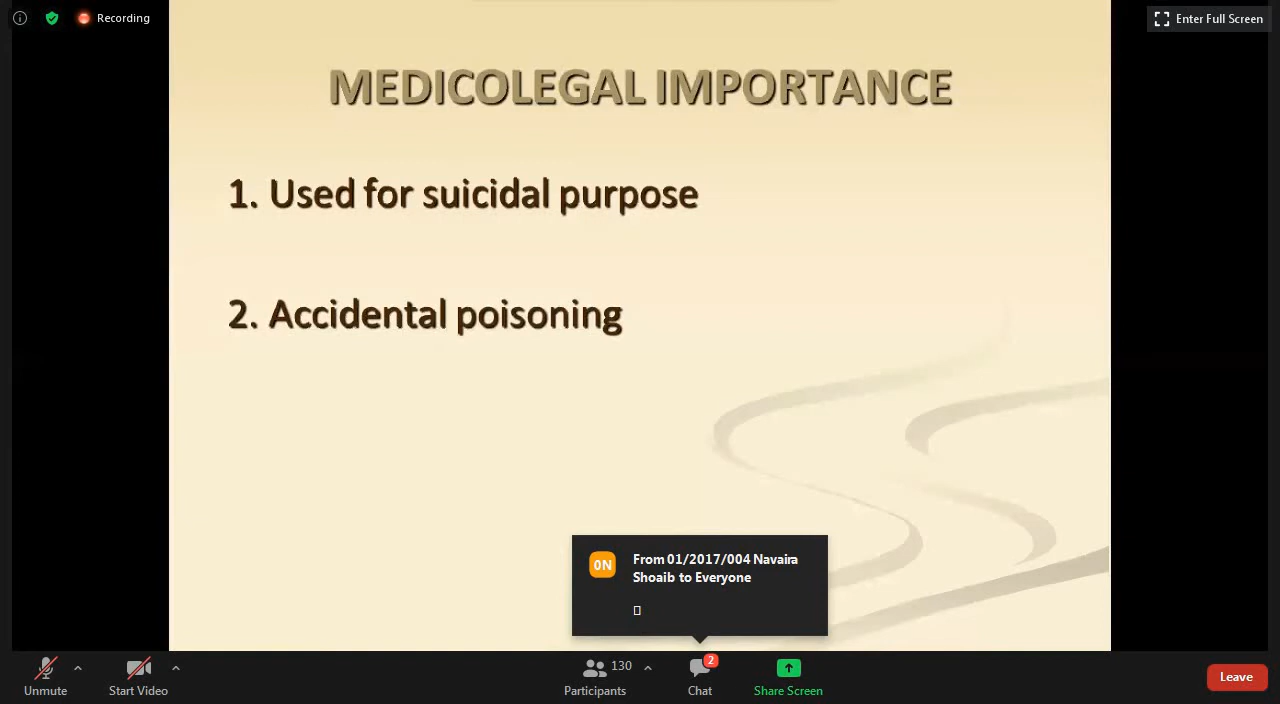 Recording
Enter Full Screen
MEDICOLEGAL IMPORTANCE
1. Used for suicidal purpose
2. Accidental poisoning
0N
From 01/2017/004 Navaira
Shoaib to Everyone
Unmute
Start Video
130
Participants
2
Chat
Share Screen
Leave